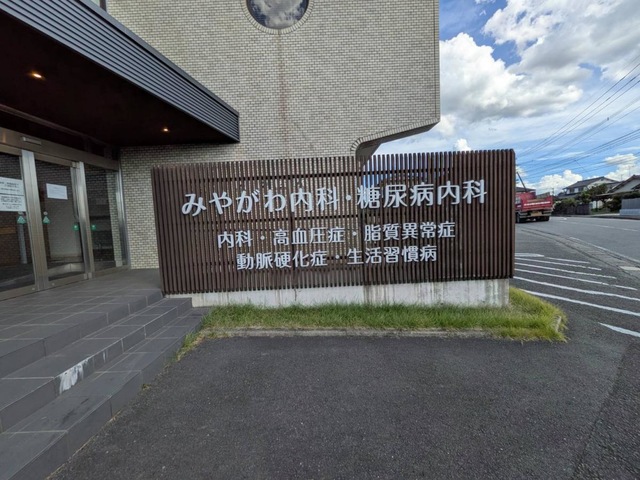 みやがわ内科・糖尿病内科
内科・高血圧症・脂質異常症
動脈硬化症・生活習慣病